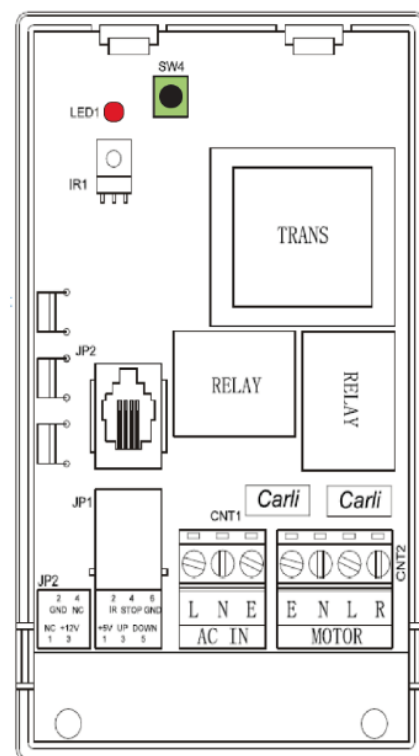 SW4
LED1
IR1
TRANS
JP2
RELAY
RELAY
JP1
CNT1
Carli
Carli
CNT2
JP2
2 4
GND NC
NC +12V
1 3
2 4 6
IR STOP GND
+5V UP DOWN
1 3 5
L N E
AC IN
E N L R
MOTOR